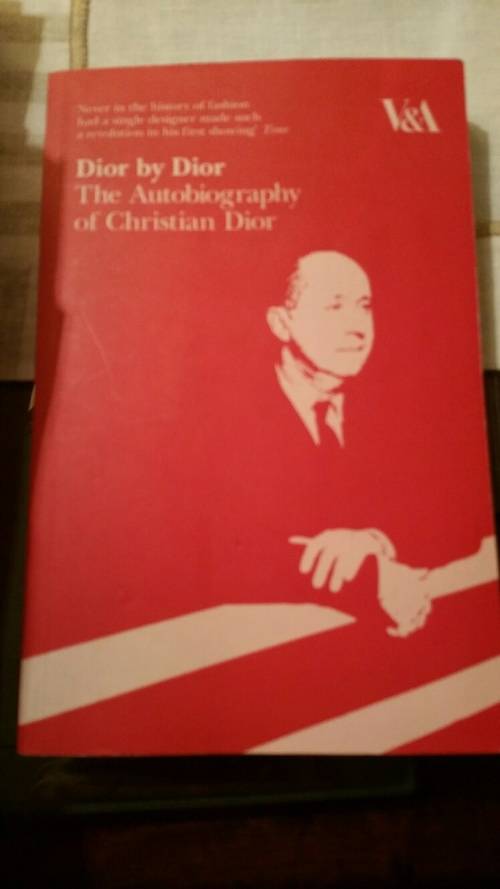 'Never in the history of fashion
had a single designer made such
a revolution in his first showing' Time
V&A
Dior by Dior
The Autobiography
of Christian Dior